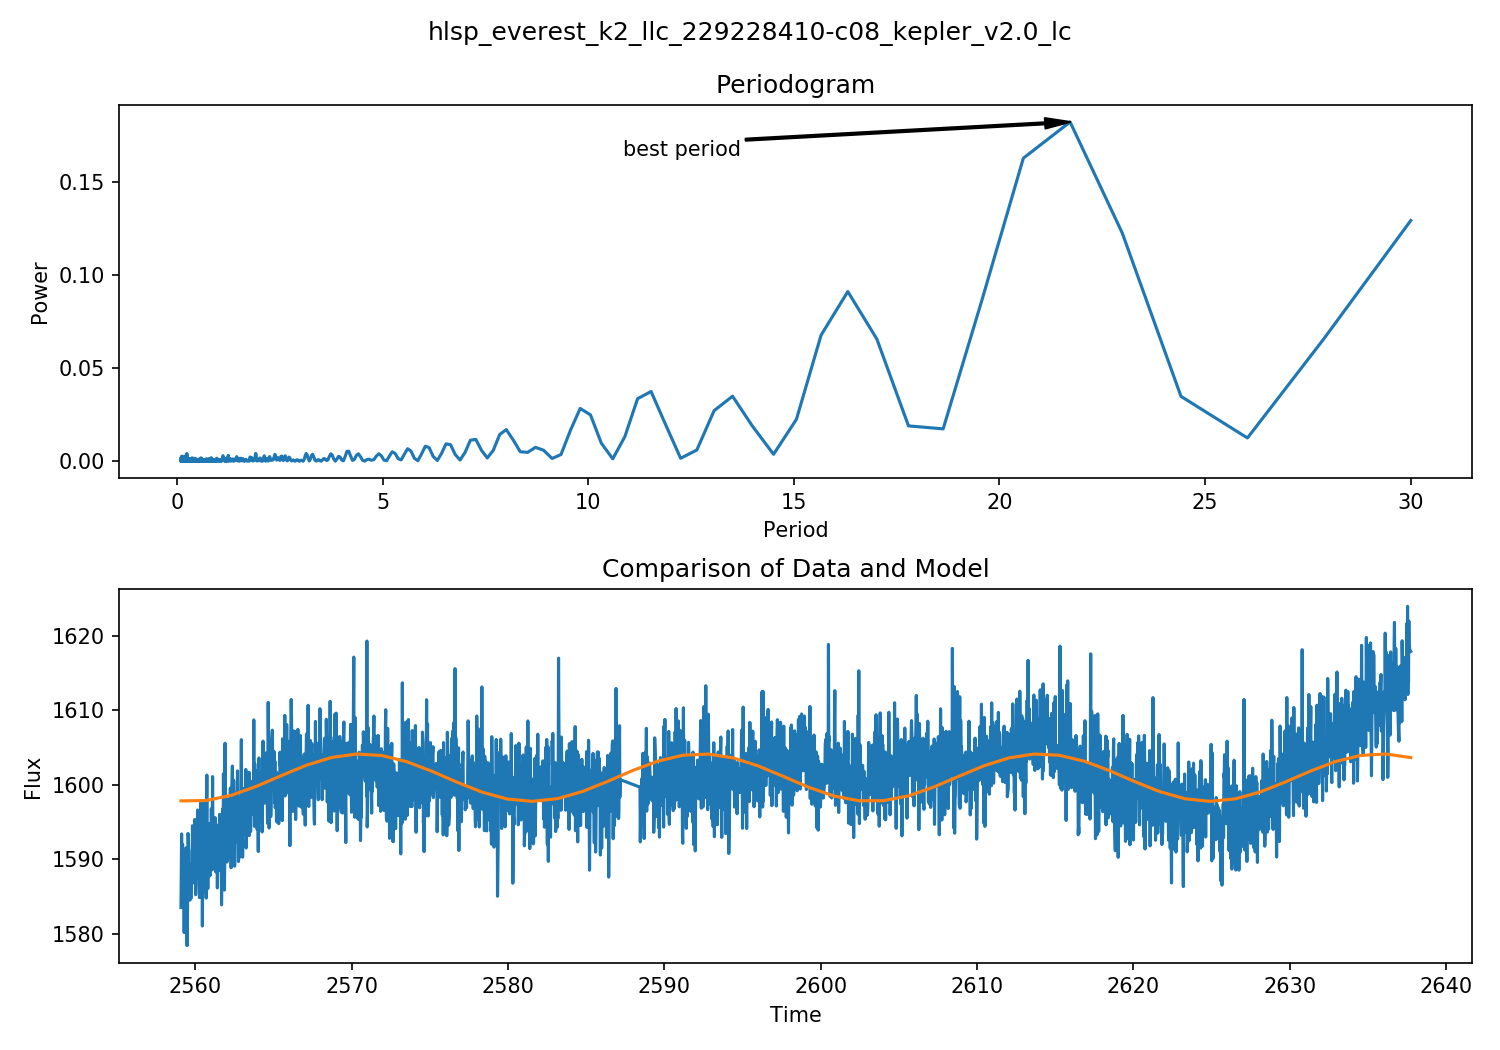 hlsp_everest_k2_llc_229228410-c08_kepler_v2.0_lc
Periodogram
best period
Power
0.15
0.10
0.05
0.00
0 5 10 15 20 25 30
Period
Comparison of Data and Model
Flux
1620
1610
1600
1590
1580
2560 2570 2580 2590 2600 2610 2620 2630 2640
Time